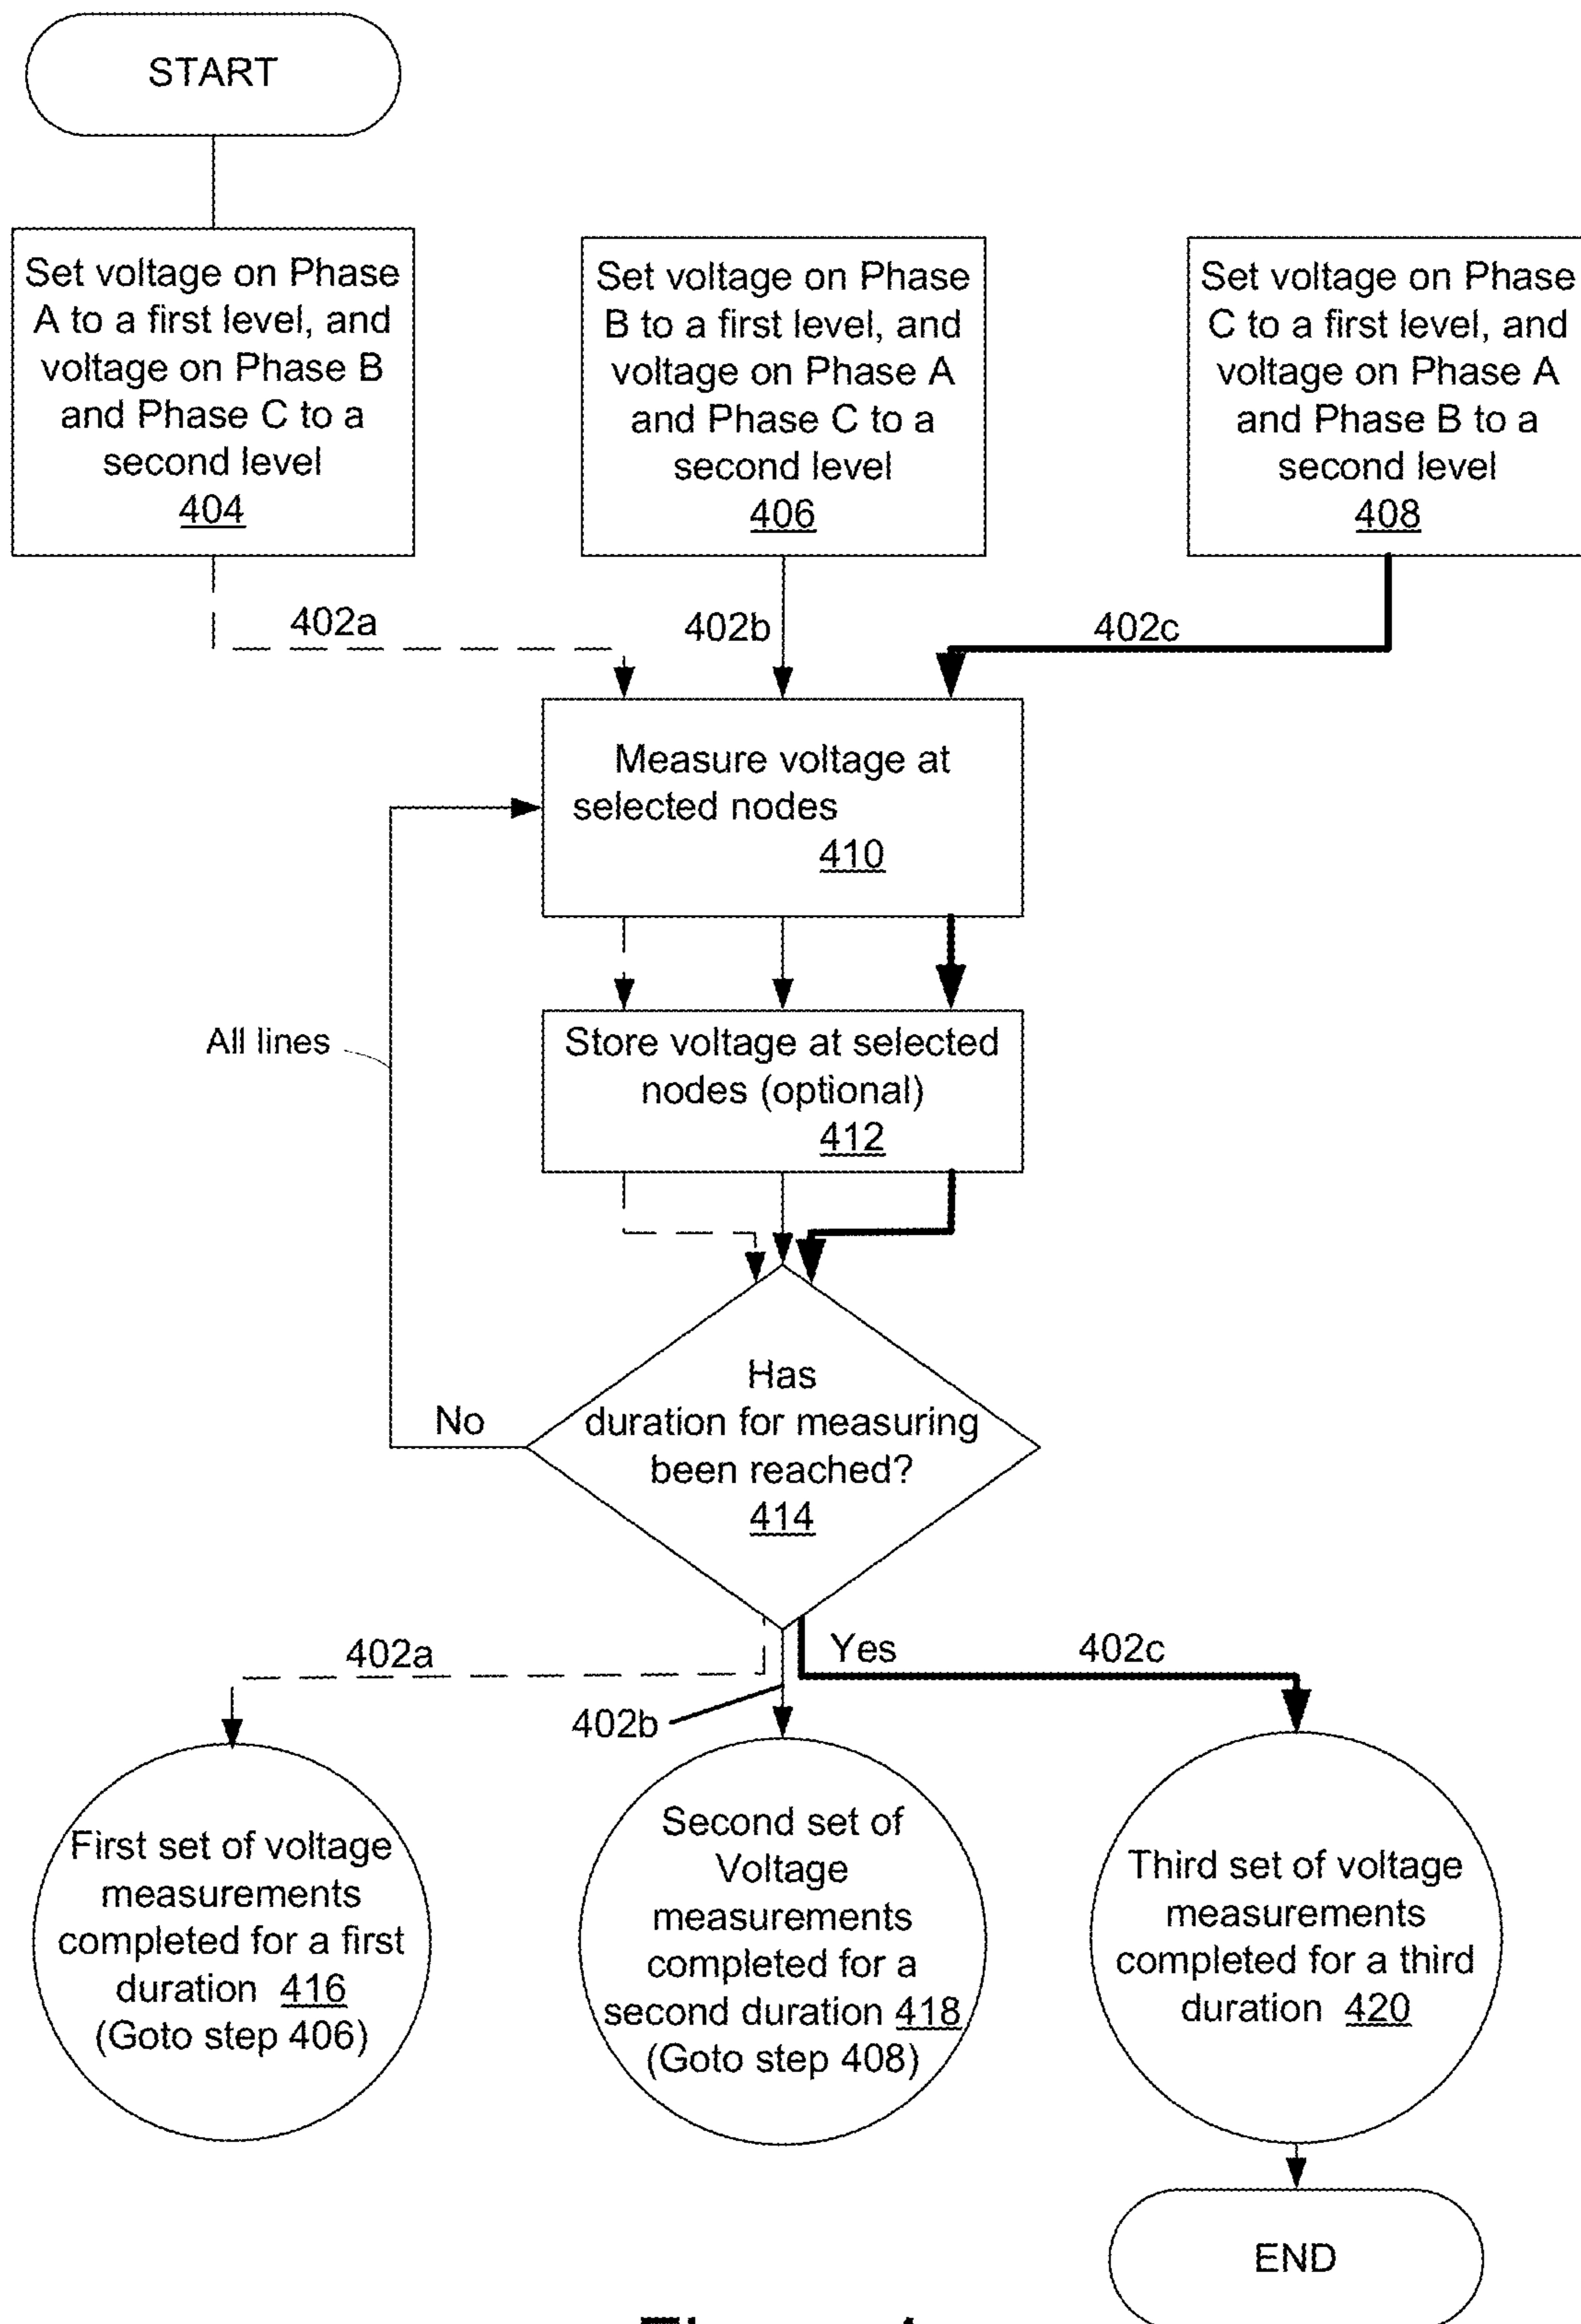 START
Set voltage on Phase
A to a first level, and
voltage on Phase B
and Phase C to a
second level
404
Set voltage on Phase
B to a first level, and
voltage on Phase A
and Phase C to a
second level
406
Set voltage on Phase
C to a first level, and
voltage on Phase A
and Phase B to a
second level
408
402a
402b
402c
Measure voltage at
selected nodes
410
All lines
Store voltage at selected
nodes (optional)
412
Has
duration for measuring
been reached?
414
No
Yes
402a
402b
402c
First set of voltage
measurements
completed for a first
duration 416
(Goto step 406)
Second set of
Voltage
measurements
completed for a
second duration 418
(Goto step 408)
Third set of voltage
measurements
completed for a third
duration 420
END